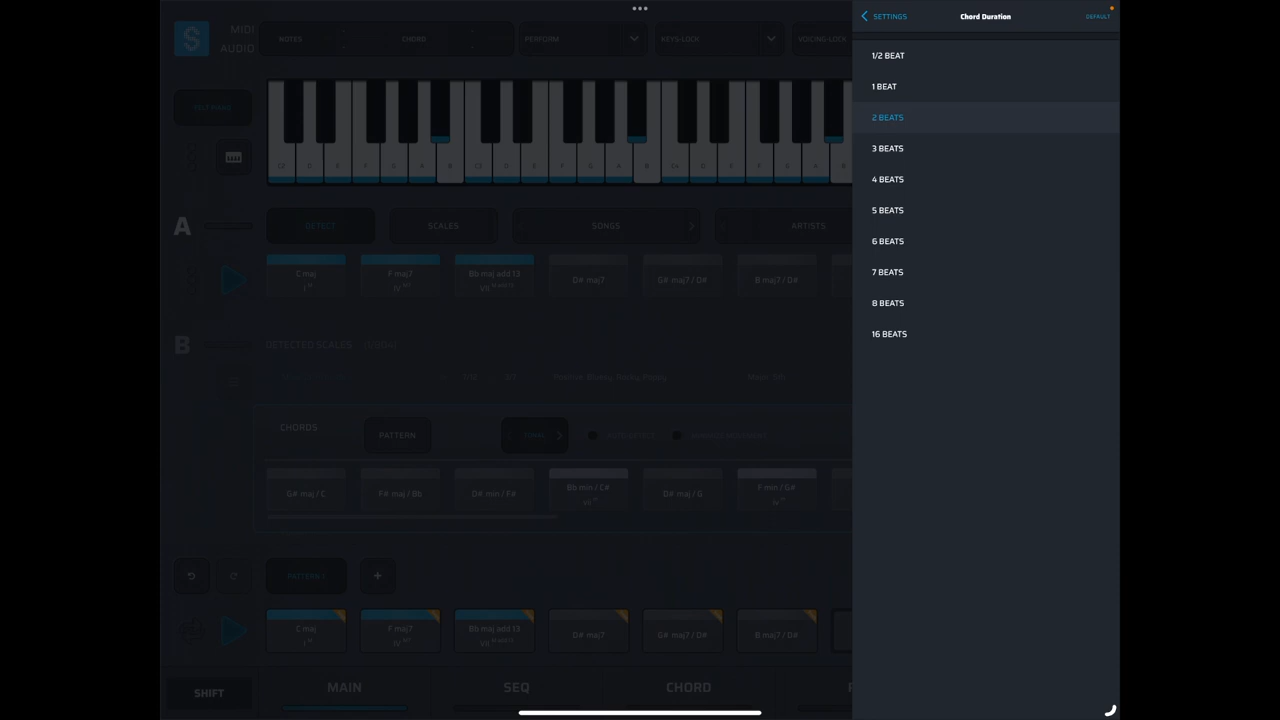 SETTINGS Chord Duration DEFAULT
1/2 BEAT
1 BEAT
2 BEATS
3 BEATS
4 BEATS
5 BEATS
6 BEATS
7 BEATS
8 BEATS
16 BEATS
S MIDI
AUDIO
NOTES CHORD PERFORM KEYS-LOCK VOICING-LOCK
EDIT MODE
D E F G A B D E F G A B
A DETECT SCALES SONGS ARTISTS
C maj F maj7 Bb maj add 13 D# maj7 G# maj7 / D# B maj7 / D#
B DETECTED SCALES
CHORDS PATTERN TONAL
G# maj / C F# maj / Bb D# min / F# Bb min / C# D# maj / G F min / G#
PATTERN 1 +
C maj F maj7 Bb maj add 13 D# maj7 G# maj7 / D# B maj7 / D#
SHIFT MAIN SEQ CHORD